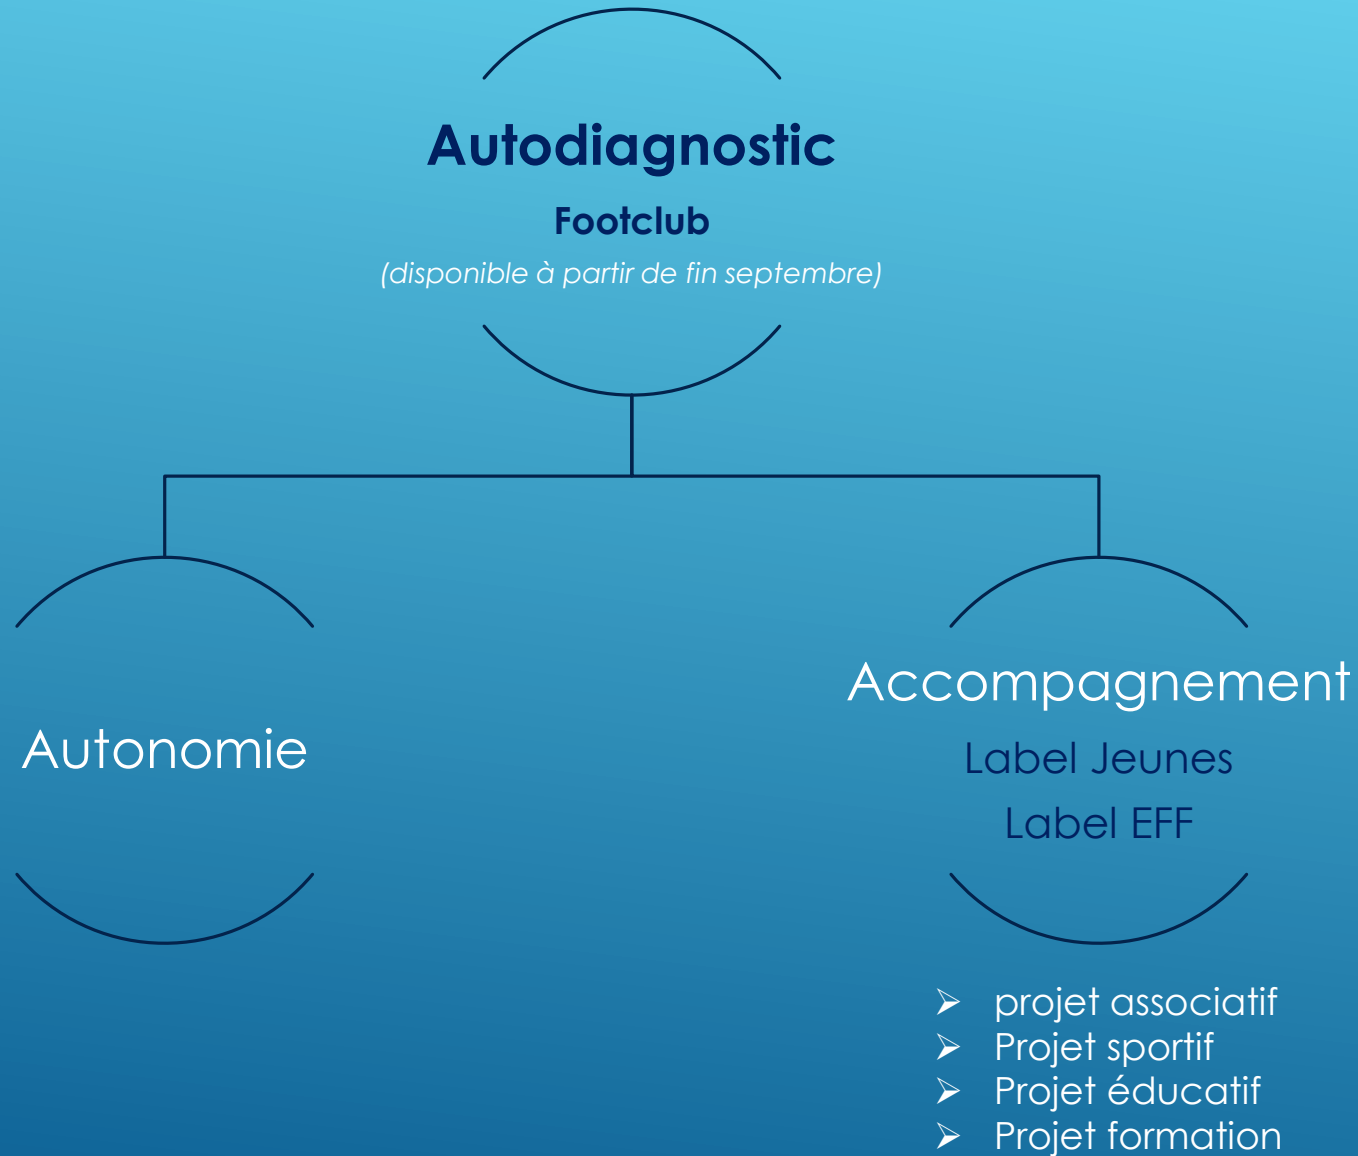 Autodiagnostic
Footclub
(disponible à partir de fin septembre)
Autonomie
Accompagnement
Label Jeunes
Label EFF
➢ projet associatif
➢ Projet sportif
➢ Projet éducatif
➢ Projet formation